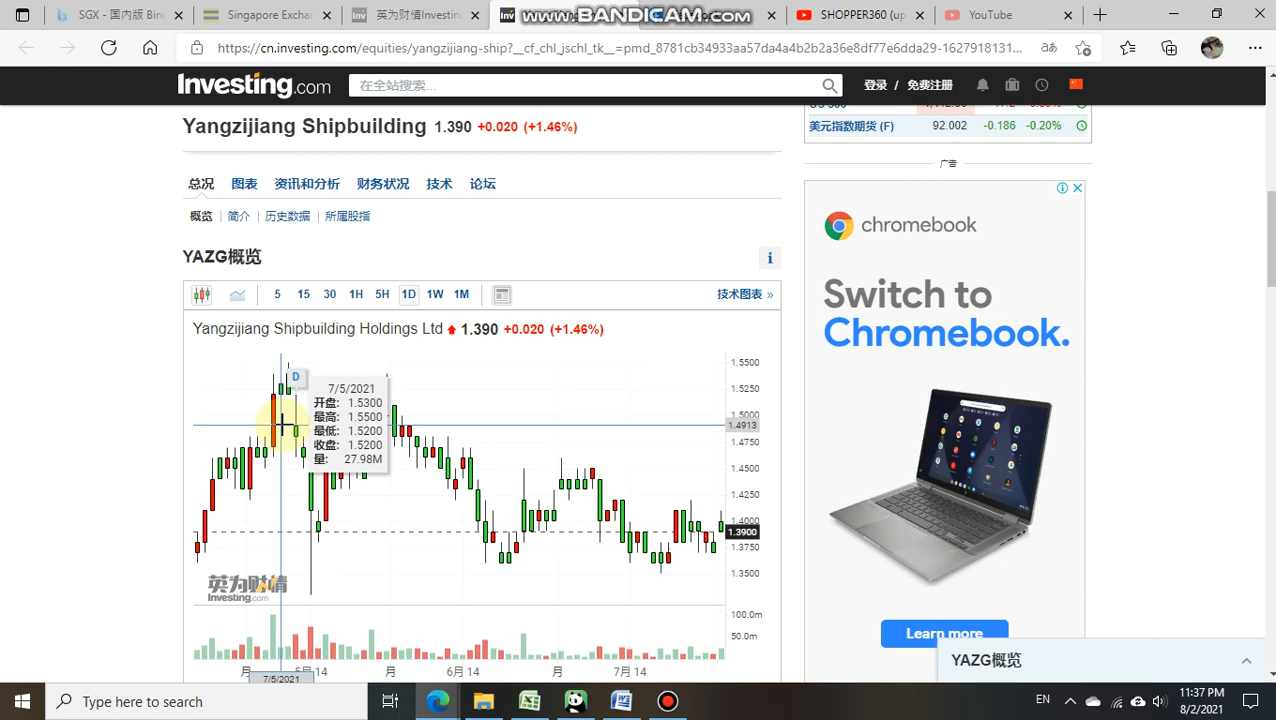 SGX - 国内版 Bing
Singapore Excha
英为财情Investing
www.BANDICAM.com
SHOPPER360 (up
YouTube
https://cn.investing.com/equities/yangzijiang-ship?__cf_chl_jschl_tk__=pmd_8781cb34933aa57da4a4b2b2a36e8df77e6dda29-1627918131...
Investing.com
在全站搜索...
登录 / 免费注册
Yangzijiang Shipbuilding 1.390 +0.020 (+1.46%)
美元指数期货 (F) 92.002 -0.186 -0.20%
广告
总况 图表 资讯和分析 财务状况 技术 论坛
概览 简介 历史数据 所属股指
YAZG概览
i
5 15 30 1H 5H 1D 1W 1M
技术图表 »
Yangzijiang Shipbuilding Holdings Ltd 1.390 +0.020 (+1.46%)
D
7/5/2021
开盘: 1.5300
最高: 1.5500
最低: 1.5200
收盘: 1.5200
量: 27.98M
1.5500
1.5250
1.5000
1.4913
1.4750
1.4500
1.4250
1.4000
1.3900
1.3750
1.3500
英为财情
Investing.com
100.0m
50.0m
月 5月14 月 6月14 7月14
7/5/2021
chromebook
Switch to
Chromebook.
Learn more
YAZG概览
Type here to search
EN
11:37 PM
8/2/2021